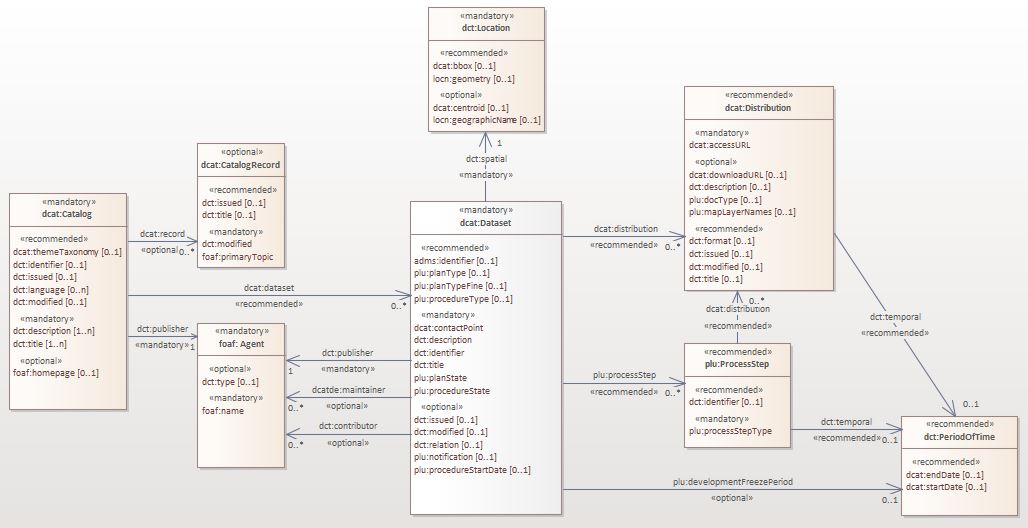 «mandatory»
dct:Location
«recommended»
dcat:bbox [0..1]
locn:geometry [0..1]
«optional»
dcat:centroid [0..1]
locn:geographicName [0..1]
1
dct:spatial
«mandatory»
«optional»
dcat:CatalogRecord
«recommended»
dct:issued [0..1]
dct:title [0..1]
«mandatory»
dct:modified
foaf:primaryTopic
«mandatory»
dcat:Catalog
«recommended»
dcat:themeTaxonomy [0..1]
dct:identifier [0..1]
dct:issued [0..1]
dct:language [0..n]
dct:modified [0..1]
«mandatory»
dct:description [1..n]
dct:title [1..n]
«optional»
foaf:homepage [0..1]
dcat:record
«optional»
0..*
dcat:dataset
«recommended»
0..*
dct:publisher
«mandatory»
1
«mandatory»
foaf: Agent
«optional»
dct:type [0..1]
«mandatory»
foaf:name
dct:publisher
1
«mandatory»
dcatde:maintainer
0..*
«optional»
dct:contributor
0..*
«optional»
«mandatory»
dcat:Dataset
«recommended»
adms:identifier [0..1]
plu:planType [0..1]
plu:planTypeFine [0..1]
plu:procedureType [0..1]
«mandatory»
dcat:contactPoint
dct:description
dct:identifier
dct:title
plu:planState
plu:procedureState
«optional»
dct:issued [0..1]
dct:modified [0..1]
dct:relation [0..1]
plu:notification [0..1]
plu:procedureStartDate [0..1]
dcat:distribution
«recommended»
0..*
«recommended»
dcat:Distribution
«mandatory»
dcat:accessURL
«optional»
dcat:downloadURL [0..1]
dct:description [0..1]
plu:docType [0..1]
plu:mapLayerNames [0..1]
«recommended»
dct:format [0..1]
dct:issued [0..1]
dct:modified [0..1]
dct:title [0..1]
0..*
dcat:distribution
«recommended»
plu:processStep
«recommended»
0..*
«recommended»
plu:ProcessStep
«recommended»
dct:identifier [0..1]
«mandatory»
plu:processStepType
dct:temporal
«recommended»
0..1
dct:temporal
«recommended»
0..1
plu:developmentFreezePeriod
«optional»
0..1
«recommended»
dct:PeriodOfTime
«recommended»
dcat:endDate [0..1]
dcat:startDate [0..1]